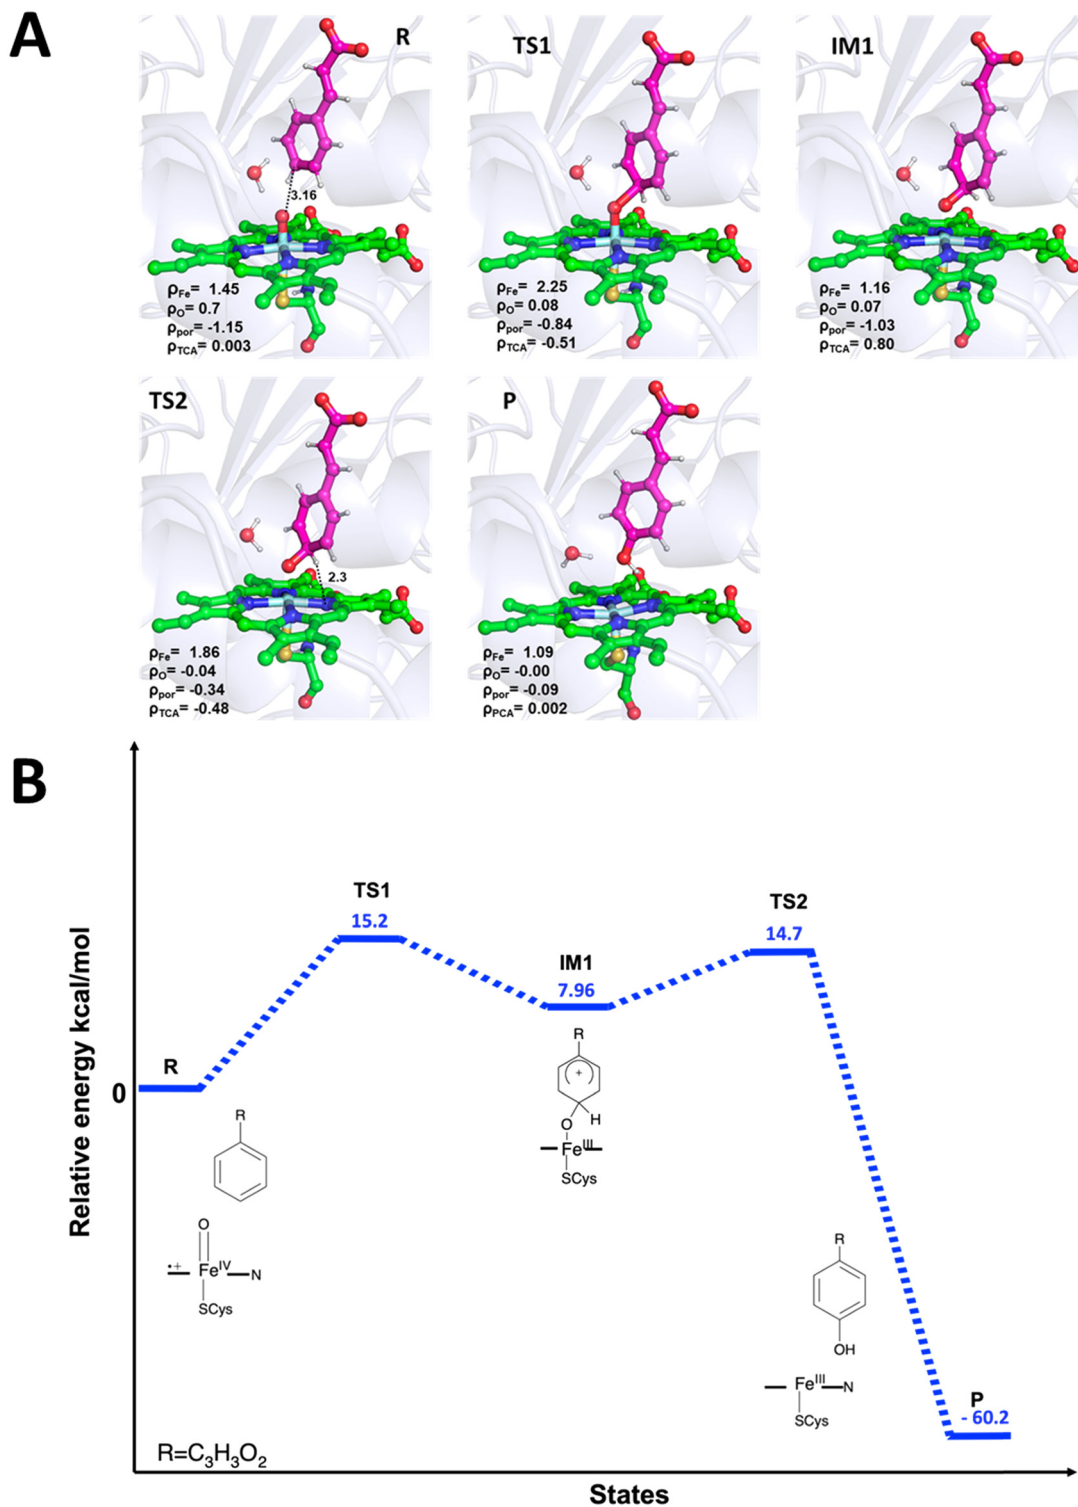 A
R
3.16
ρFe= 1.45
ρO= 0.7
ρpor= -1.15
ρTCA= 0.003
TS1
ρFe= 2.25
ρO= 0.08
ρpor= -0.84
ρTCA= -0.51
IM1
ρFe= 1.16
ρO= 0.07
ρpor= -1.03
ρTCA= 0.80
TS2
2.3
ρFe= 1.86
ρO= -0.04
ρpor= -0.34
ρTCA= -0.48
P
ρFe= 1.09
ρO= -0.00
ρpor= -0.09
ρPCA= 0.002
B
Relative energy kcal/mol
0
R
TS1
15.2
IM1
7.96
TS2
14.7
P
- 60.2
R
O
•+
FeIV
N
SCys
R
+
H
O
FeIII
SCys
R
OH
FeIII
N
SCys
R=C3H3O2
States